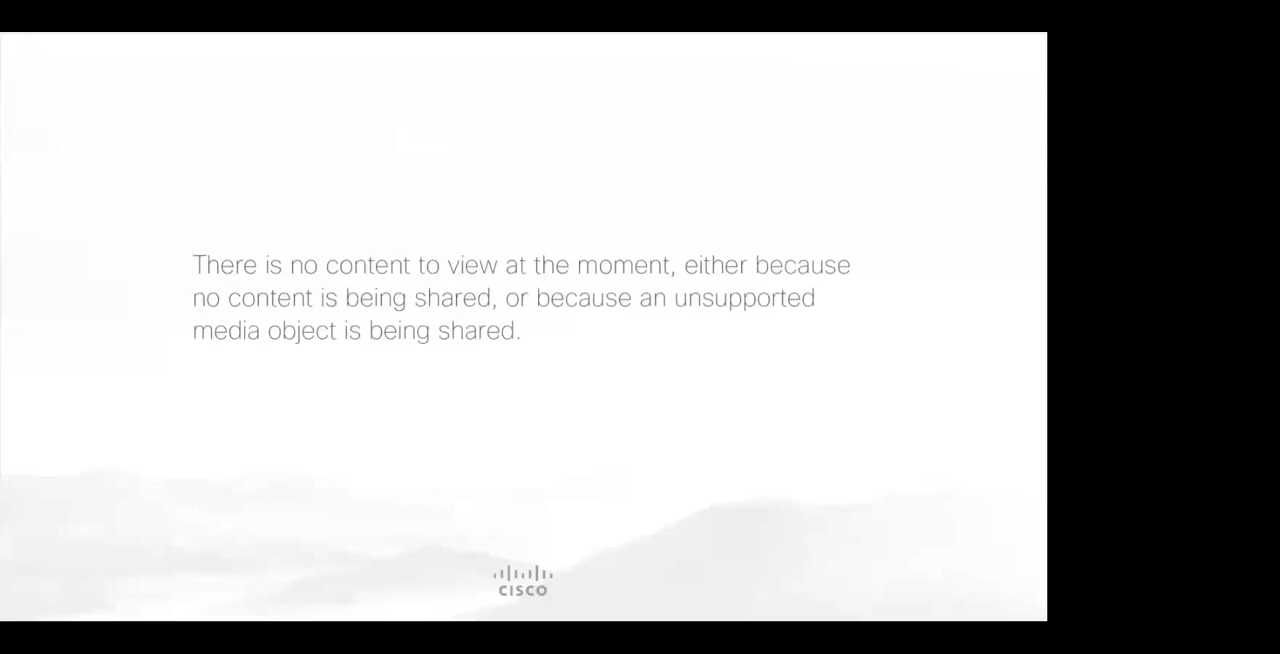 There is no content to view at the moment, either because
no content is being shared, or because an unsupported
media object is being shared.
CISCO